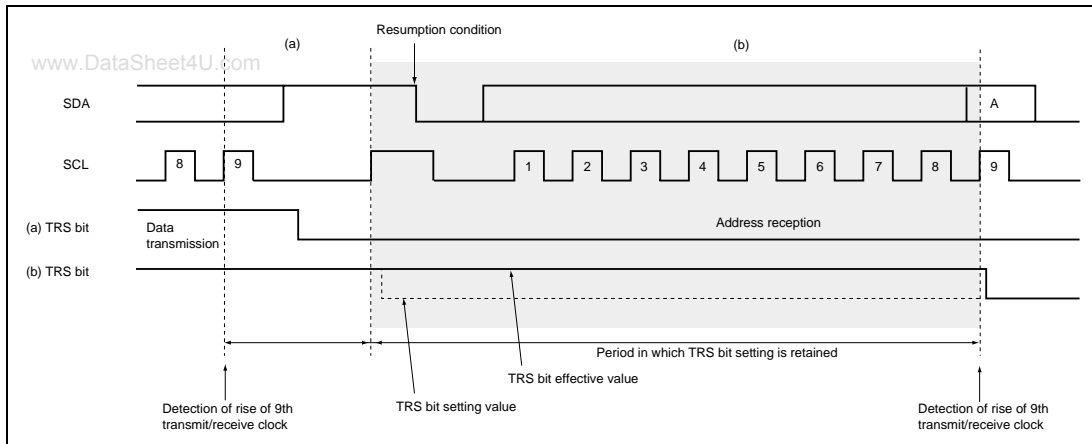 Resumption condition
(a)
(b)
www.DataSheet4U.com
SDA
A
SCL
8
9
1
2
3
4
5
6
7
8
9
(a) TRS bit
Data
transmission
Address reception
(b) TRS bit
Period in which TRS bit setting is retained
TRS bit effective value
TRS bit setting value
Detection of rise of 9th
transmit/receive clock
Detection of rise of 9th
transmit/receive clock